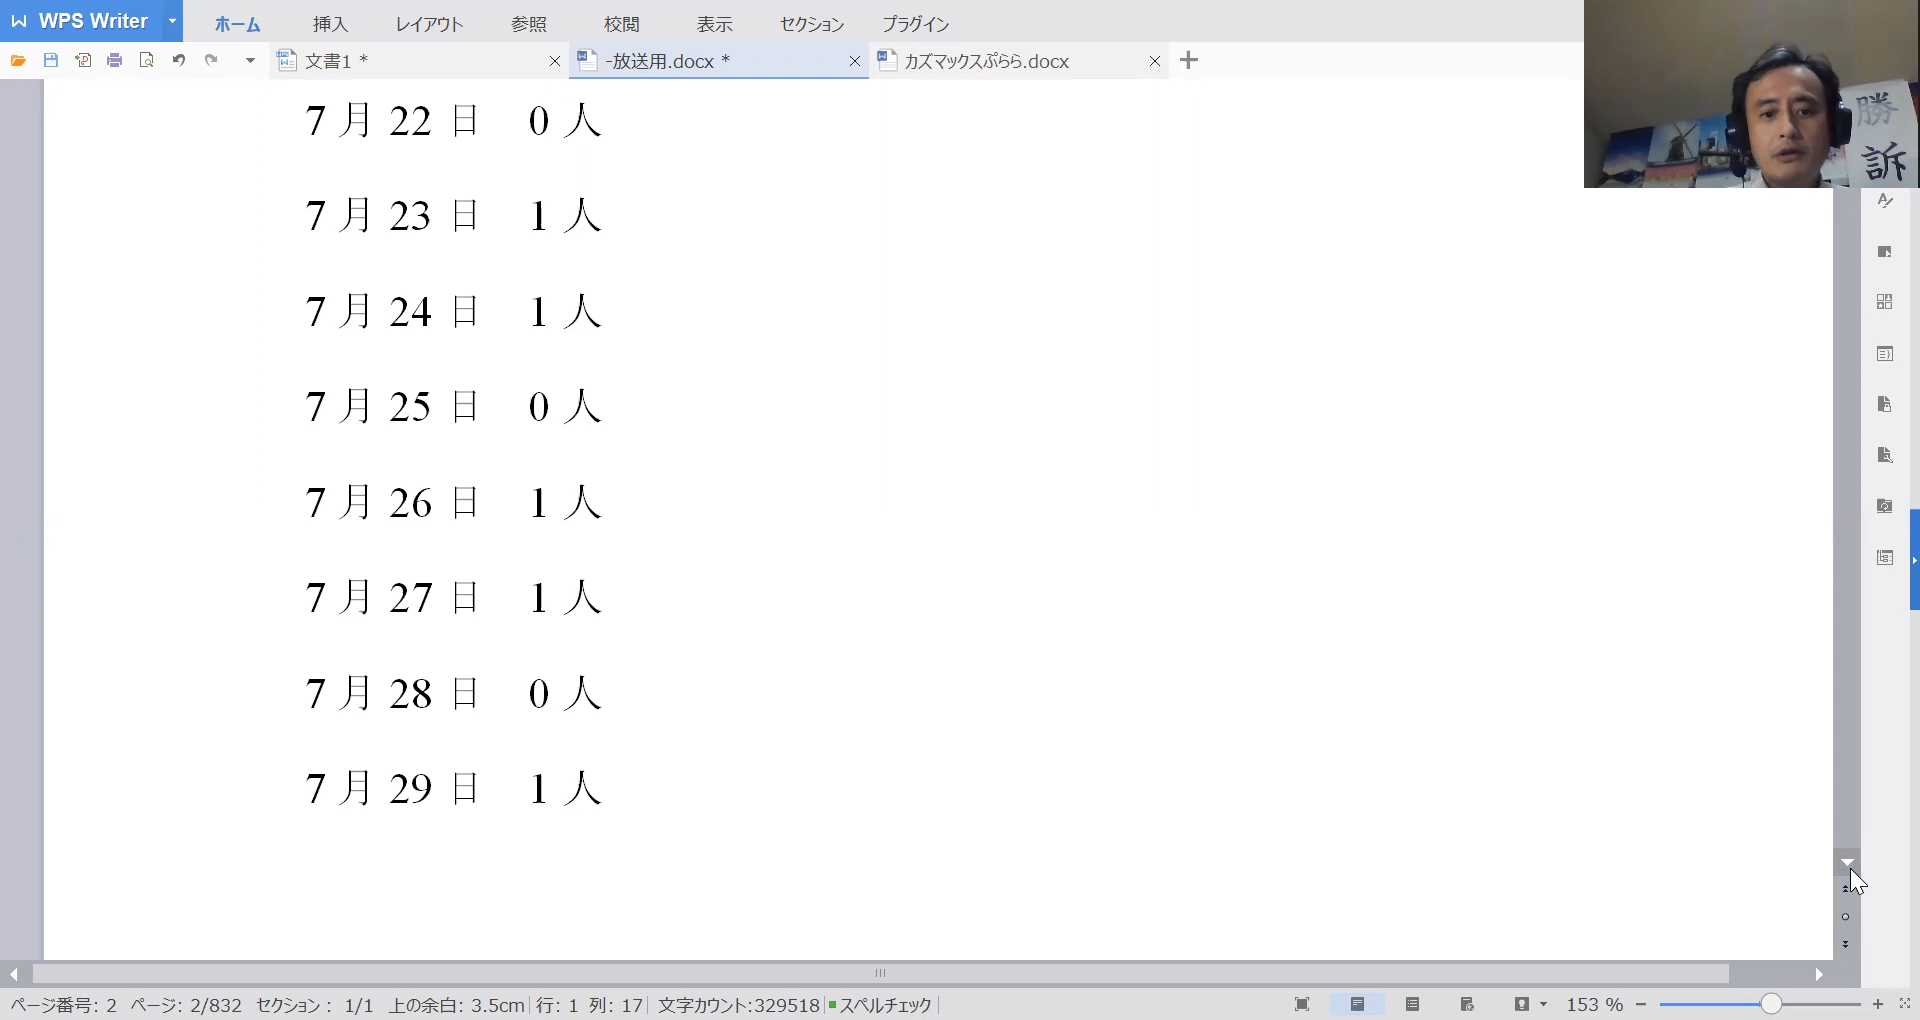 WPS Writer
ホーム 挿入 レイアウト 参照 校閲 表示 セクション プラグイン
文書1 * -放送用.docx * カズマックスぷらら.docx
勝
訴
7月22日 0人
7月23日 1人
7月24日 1人
7月25日 0人
7月26日 1人
7月27日 1人
7月28日 0人
7月29日 1人
ページ番号: 2 ページ: 2/832 セクション: 1/1 上の余白: 3.5cm 行: 1 列: 17 文字カウント:329518 スペルチェック 153 %